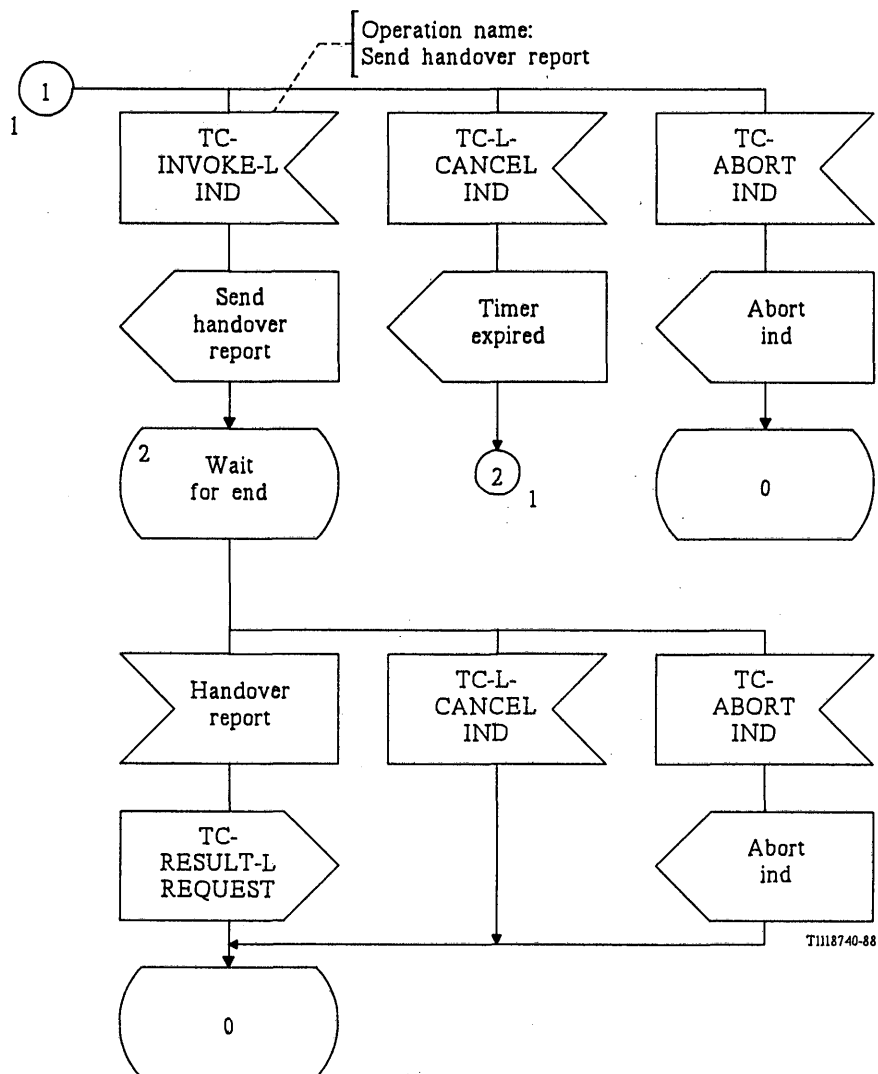 Operation name:
Send handover report
1
1
TC-
INVOKE-L
IND
TC-L-
CANCEL
IND
TC-
ABORT
IND
Send
handover
report
Timer
expired
Abort
ind
2
Wait
for end
2
1
0
Handover
report
TC-L-
CANCEL
IND
TC-
ABORT
IND
TC-
RESULT-L
REQUEST
Abort
ind
T1118740-88
0